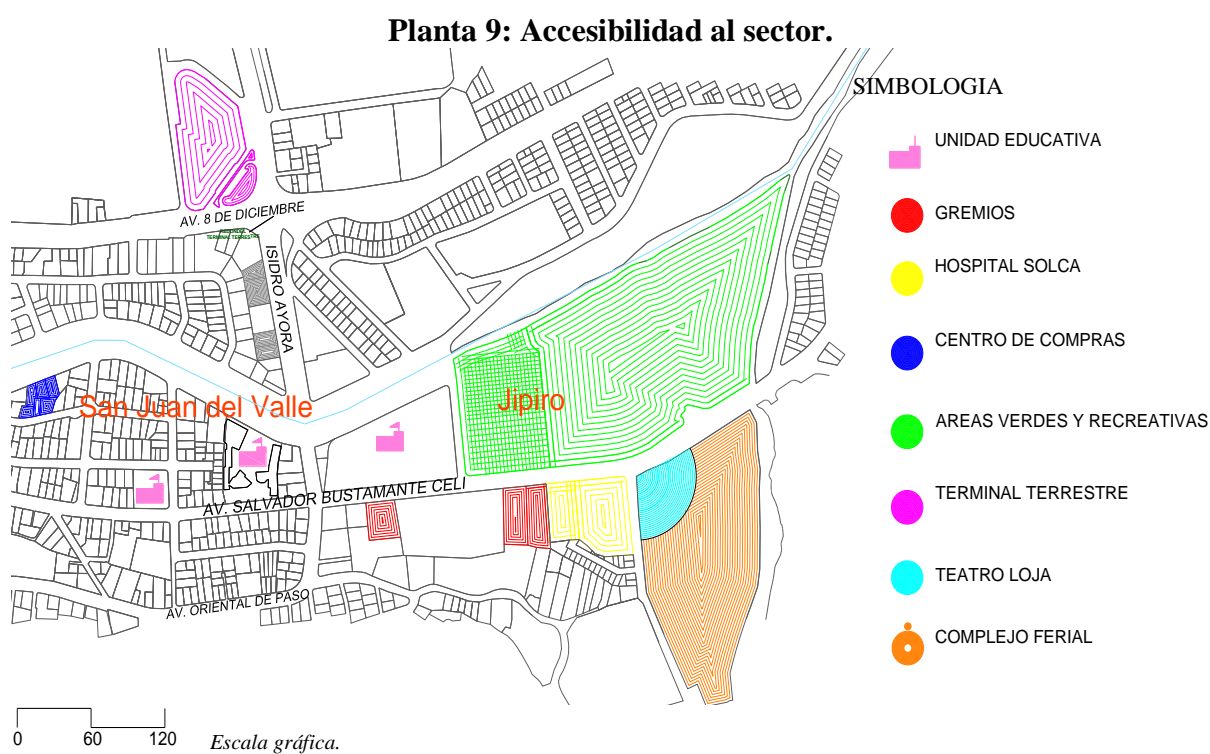 Planta 9: Accesibilidad al sector.
SIMBOLOGIA
UNIDAD EDUCATIVA
GREMIOS
HOSPITAL SOLCA
CENTRO DE COMPRAS
AREAS VERDES Y RECREATIVAS
TERMINAL TERRESTRE
TEATRO LOJA
COMPLEJO FERIAL
AV. 8 DE DICIEMBRE
TERMINAL TERRESTRE
ISIDRO AYORA
San Juan del Valle
Jipiro
AV. SALVADOR BUSTAMANTE CELI
AV. ORIENTAL DE PASO
0 60 120 Escala gráfica.